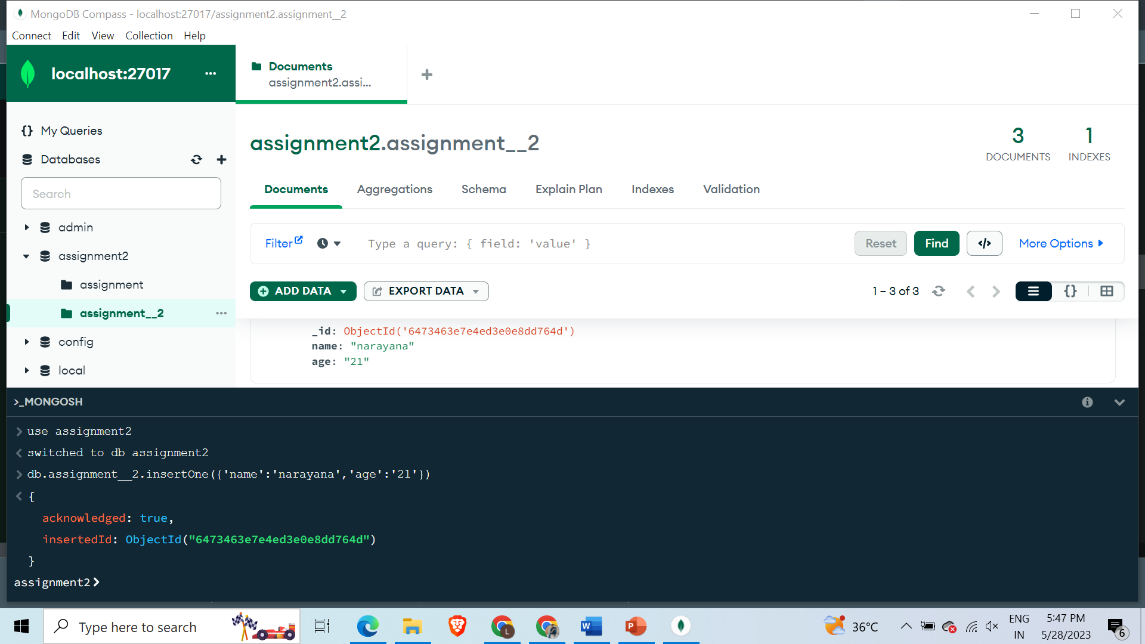 MongoDB Compass - localhost:27017/assignment2.assignment__2
Connect Edit View Collection Help
localhost:27017 ...
Documents
assignment2.assi...
{} My Queries
Databases
Search
admin
assignment2
assignment
assignment__2 ...
config
local
assignment2.assignment__2
3
DOCUMENTS
1
INDEXES
Documents Aggregations Schema Explain Plan Indexes Validation
Filter Type a query: { field: 'value' } Reset Find </> More Options
ADD DATA EXPORT DATA 1 – 3 of 3 {}
_id: ObjectId('6473463e7e4ed3e0e8dd764d')
name: "narayana"
age: "21"
>_MONGOSH
> use assignment2
< switched to db assignment2
> db.assignment__2.insertOne({'name':'narayana','age':'21'})
< {
acknowledged: true,
insertedId: ObjectId("6473463e7e4ed3e0e8dd764d")
}
assignment2>
Type here to search
L
W
P
36°C
ENG
IN
5:47 PM
5/28/2023
6